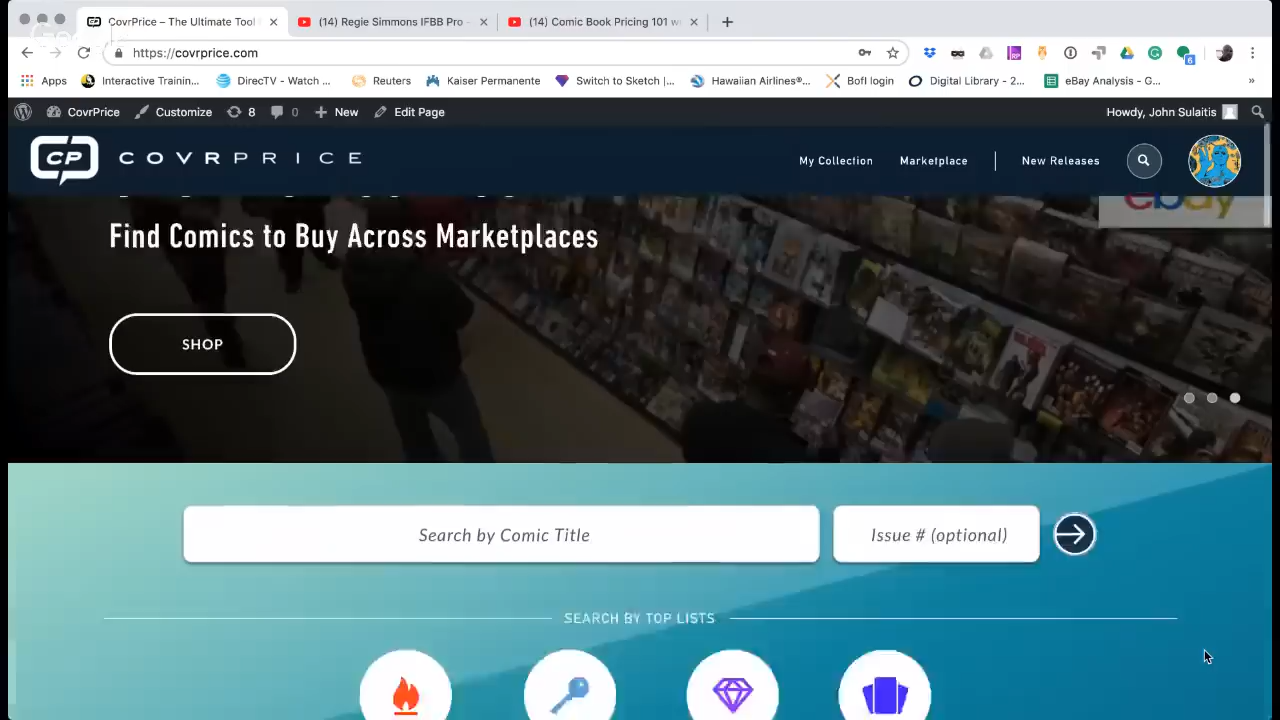 CovrPrice – The Ultimate Tool
(14) Regie Simmons IFBB Pro -
(14) Comic Book Pricing 101 w
https://covrprice.com
6
Apps
Interactive Trainin...
DirecTV - Watch ...
Reuters
Kaiser Permanente
Switch to Sketch |...
Hawaiian Airlines®...
BofI login
Digital Library - 2...
eBay Analysis - G...
»
CovrPrice
Customize
8
0
New
Edit Page
Howdy, John Sulaitis
CP COVRPRICE
My Collection
Marketplace
New Releases
ebay
Find Comics to Buy Across Marketplaces
SHOP
Search by Comic Title
Issue # (optional)
SEARCH BY TOP LISTS